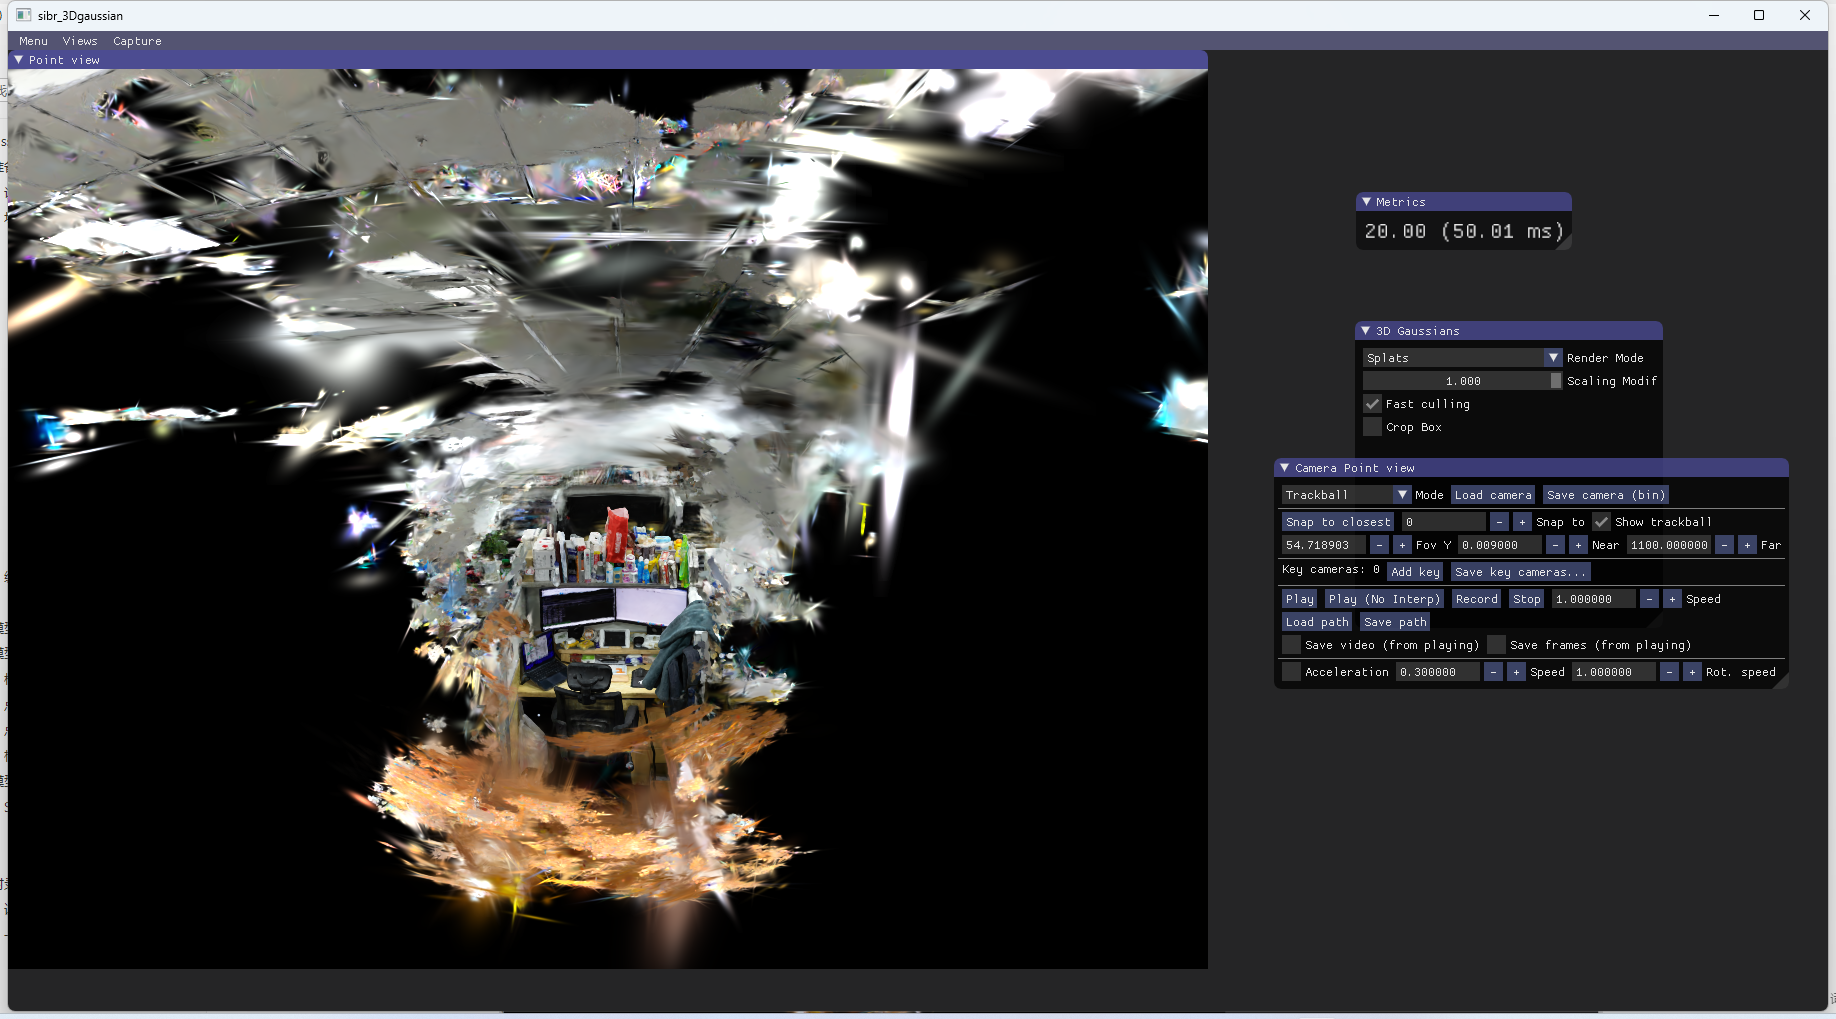 sibr_3Dgaussian
Menu Views Capture
Point view
Metrics
20.00 (50.01 ms)
3D Gaussians
Splats Render Mode
1.000 Scaling Modif
Fast culling
Crop Box
Camera Point view
Trackball Mode Load camera Save camera (bin)
Snap to closest 0 - + Snap to Show trackball
54.718903 - + Fov Y 0.009000 - + Near 1100.000000 - + Far
Key cameras: 0 Add key Save key cameras...
Play Play (No Interp) Record Stop 1.000000 - + Speed
Load path Save path
Save video (from playing) Save frames (from playing)
Acceleration 0.300000 - + Speed 1.000000 - + Rot. speed